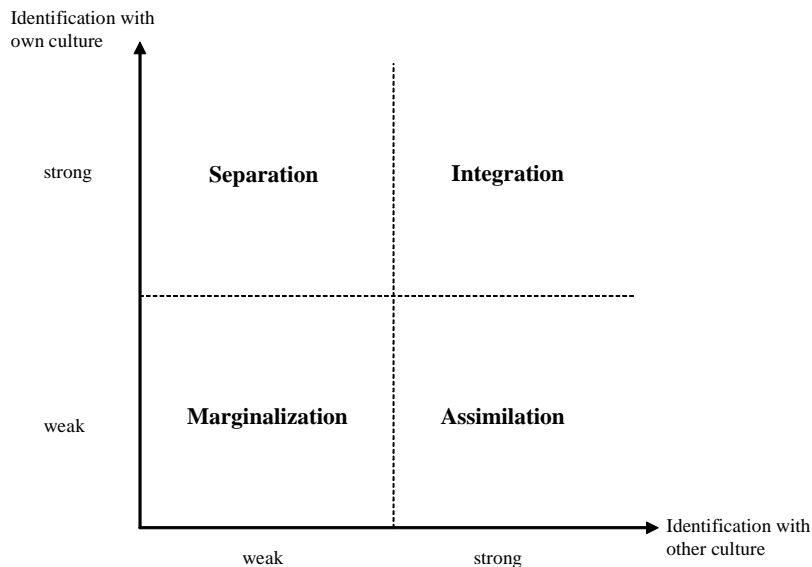 Identification with
own culture
strong
Separation
Integration
weak
Marginalization
Assimilation
Identification with
other culture
weak
strong